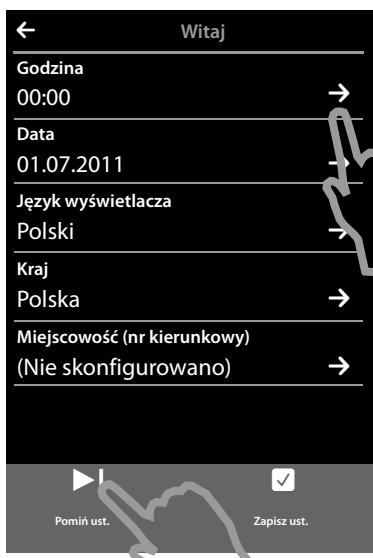 Witaj
Godzina
00:00
Data
01.07.2011
Język wyświetlacza
Polski
Kraj
Polska
Miejscowość (nr kierunkowy)
(Nie skonfigurowano)
Pomiń ust.
Zapisz ust.